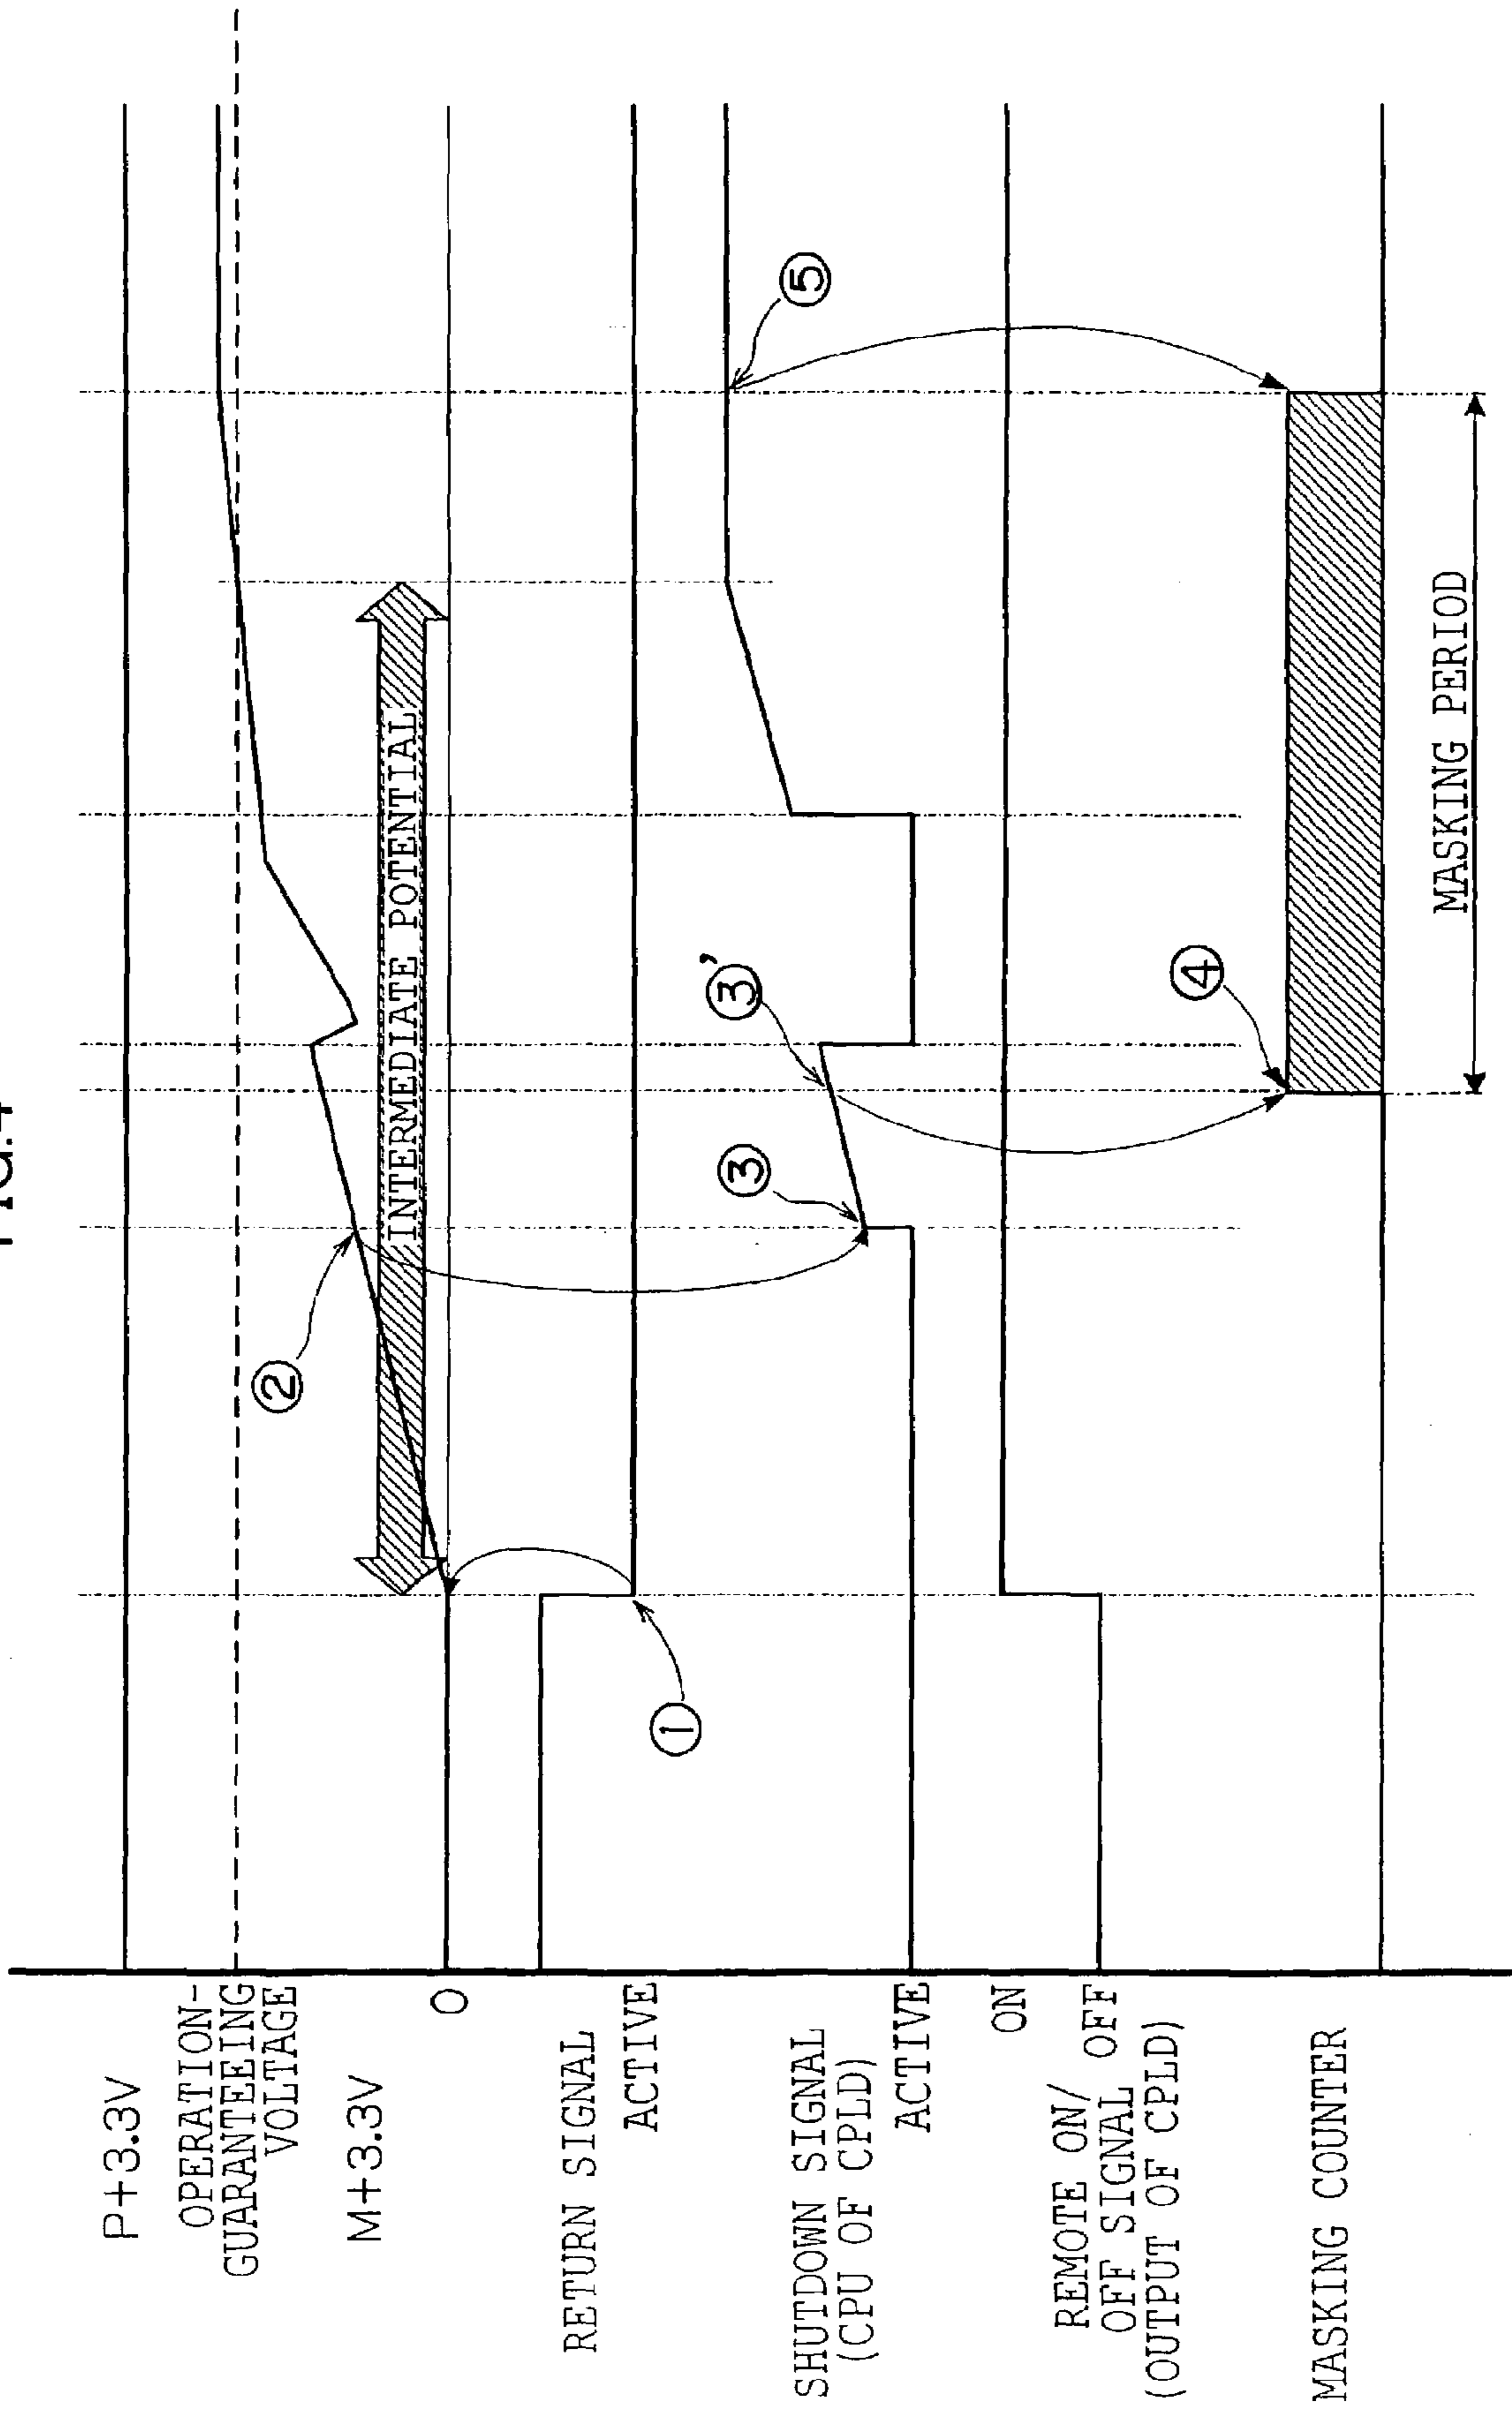 FIG.4
P+3.3V
OPERATION-
GUARANTEEING
VOLTAGE
M+3.3V
0
RETURN SIGNAL
ACTIVE
SHUTDOWN SIGNAL
(CPU OF CPLD)
ACTIVE
REMOTE ON/
ON
OFF SIGNAL OFF
(OUTPUT OF CPLD)
MASKING COUNTER
①
②
INTERMEDIATE POTENTIAL
③
③'
④
⑤
MASKING PERIOD